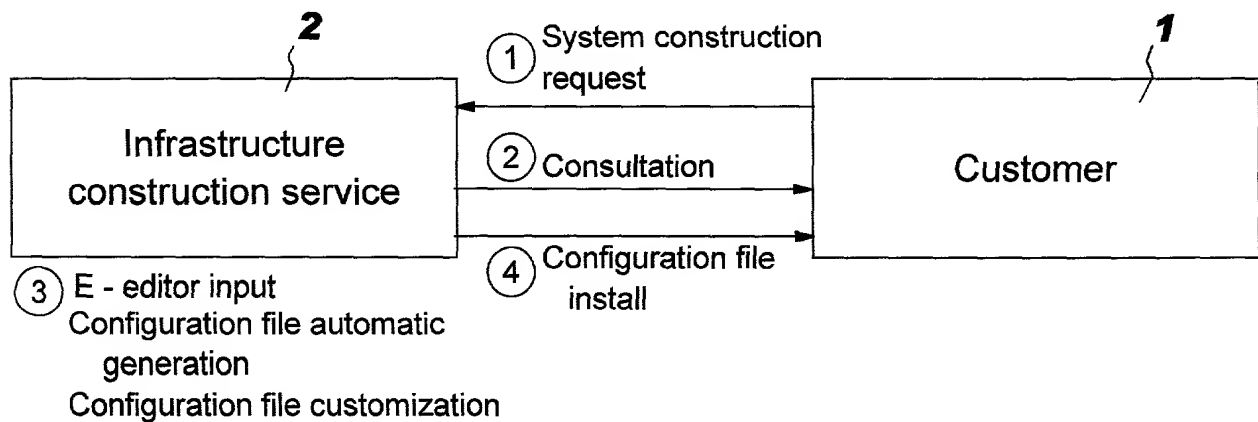 2
1
① System construction
request
Infrastructure
construction service
② Consultation
Customer
④ Configuration file
install
③ E - editor input
Configuration file automatic
generation
Configuration file customization